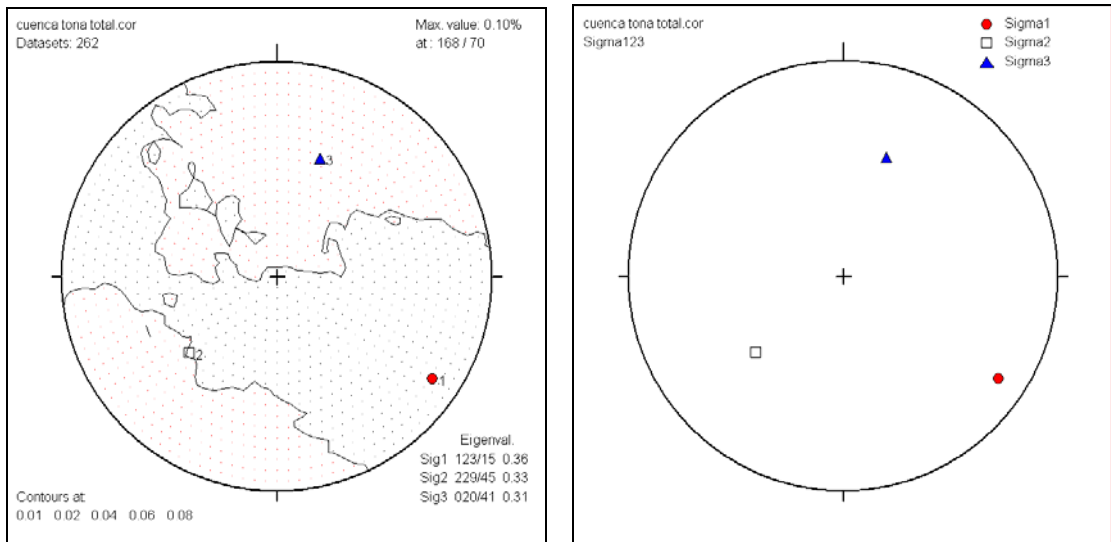 cuenca tona total.cor
Datasets: 262
Max. value: 0.10%
at : 168 / 70
3
2
1
Eigenval.
Sig1 123/15 0.36
Sig2 229/45 0.33
Sig3 020/41 0.31
Contours at:
0.01 0.02 0.04 0.06 0.08
cuenca tona total.cor
Sigma123
Sigma1
Sigma2
Sigma3